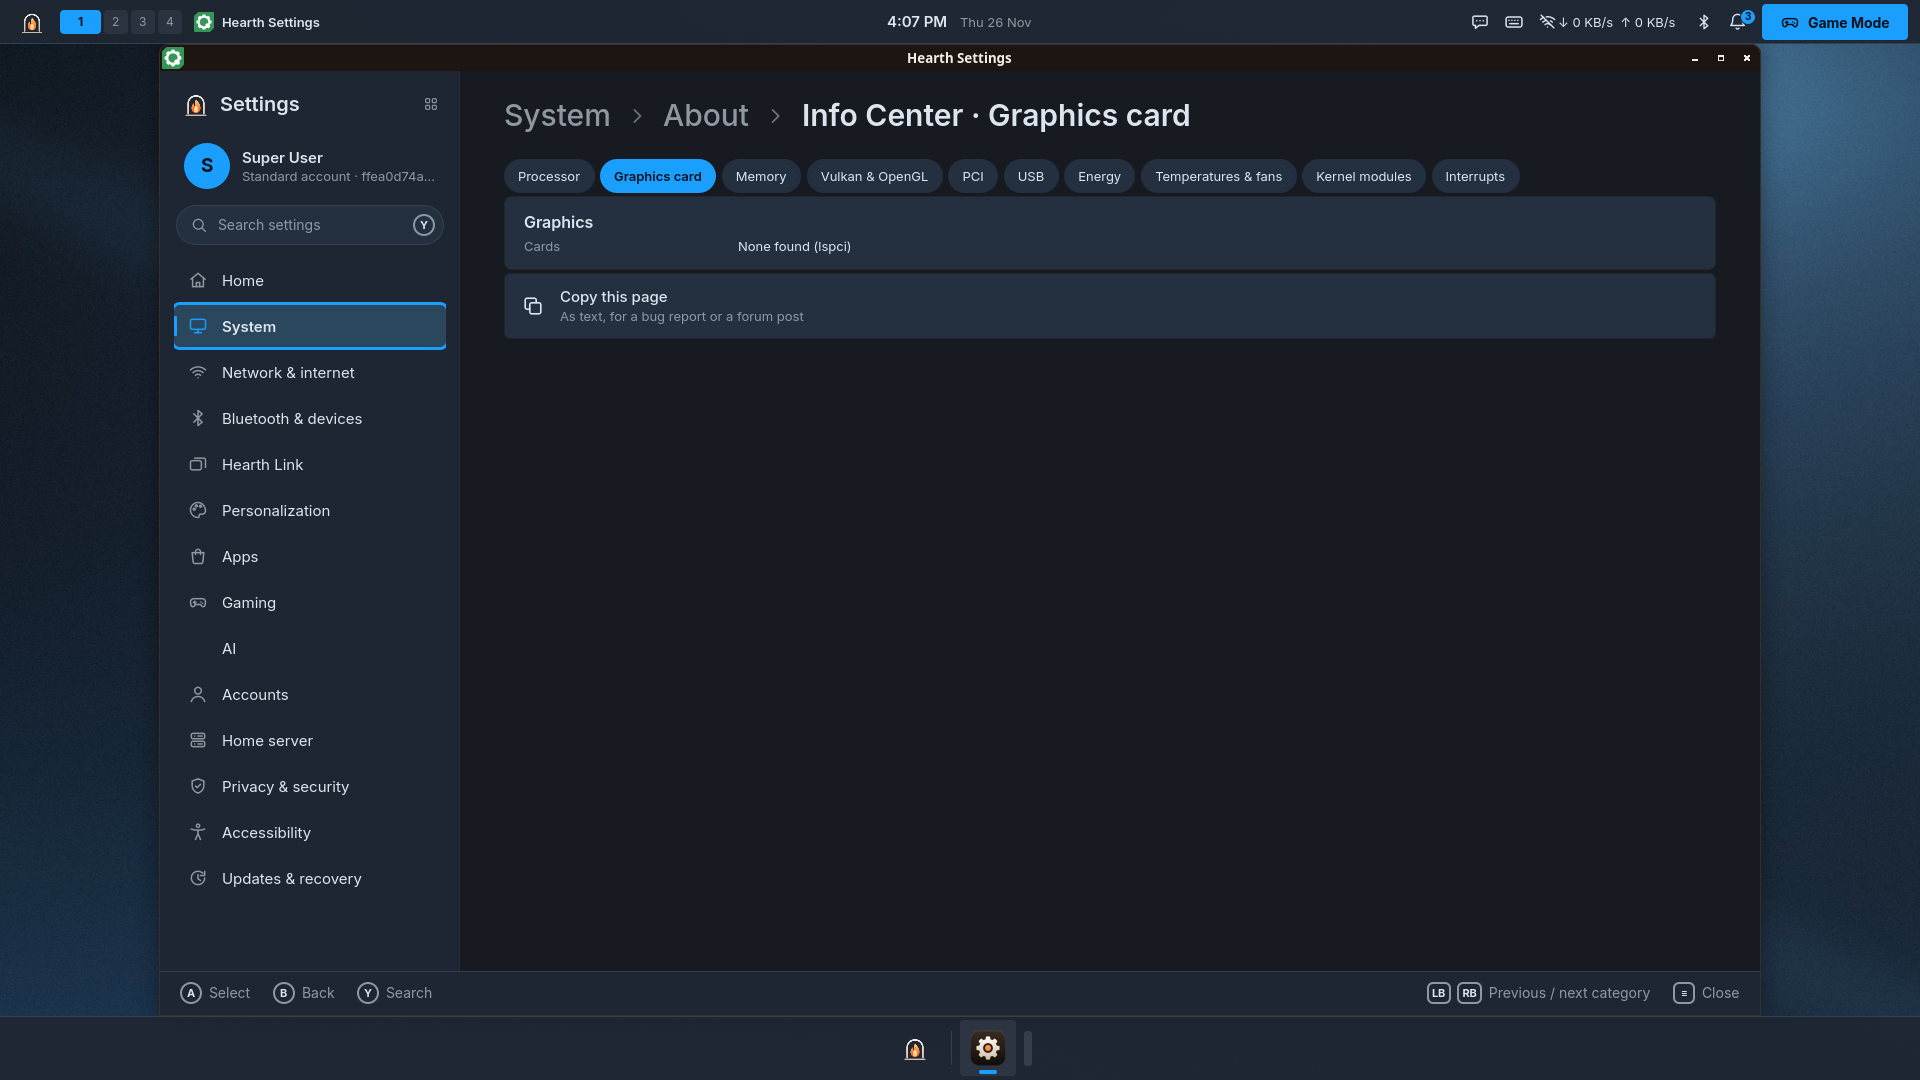 1 2 3 4 Hearth Settings 4:07 PM Thu 26 Nov ↓ 0 KB/s ↑ 0 KB/s 3 Game Mode
Hearth Settings
Settings
Super User
Standard account · ffea0d74a...
Search settings Y
Home
System
Network & internet
Bluetooth & devices
Hearth Link
Personalization
Apps
Gaming
AI
Accounts
Home server
Privacy & security
Accessibility
Updates & recovery
System > About > Info Center · Graphics card
Processor Graphics card Memory Vulkan & OpenGL PCI USB Energy Temperatures & fans Kernel modules Interrupts
Graphics
Cards None found (lspci)
Copy this page
As text, for a bug report or a forum post
A Select B Back Y Search LB RB Previous / next category ≡ Close
S